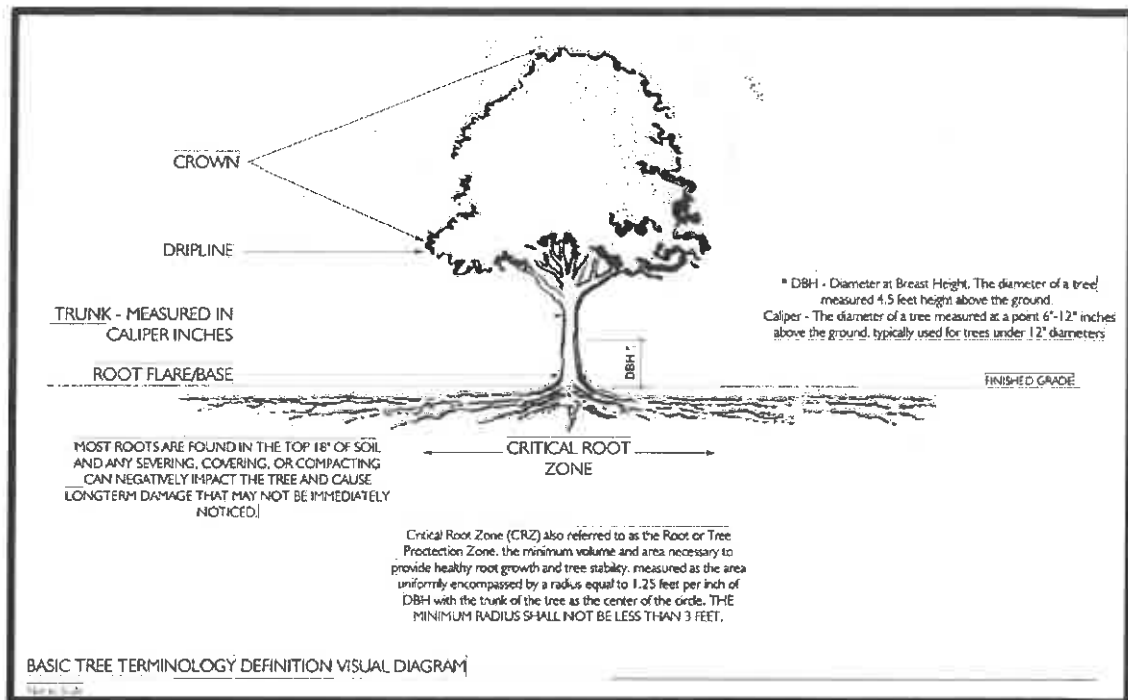 CROWN
DRIPLINE
TRUNK - MEASURED IN
CALIPER INCHES
ROOT FLARE/BASE
DBH *
* DBH - Diameter at Breast Height. The diameter of a tree
measured 4.5 feet height above the ground.
Caliper - The diameter of a tree measured at a point 6"-12" inches
above the ground, typically used for trees under 12" diameters
FINISHED GRADE
MOST ROOTS ARE FOUND IN THE TOP 18" OF SOIL
AND ANY SEVERING, COVERING, OR COMPACTING
CAN NEGATIVELY IMPACT THE TREE AND CAUSE
LONGTERM DAMAGE THAT MAY NOT BE IMMEDIATELY
NOTICED.
CRITICAL ROOT
ZONE
Critical Root Zone (CRZ) also referred to as the Root or Tree
Proctection Zone, the minimum volume and area necessary to
provide healthy root growth and tree stability, measured as the area
uniformly encompassed by a radius equal to 1.25 feet per inch of
DBH with the trunk of the tree as the center of the circle. THE
MINIMUM RADIUS SHALL NOT BE LESS THAN 3 FEET.
BASIC TREE TERMINOLOGY DEFINITION VISUAL DIAGRAM
Not to Scale